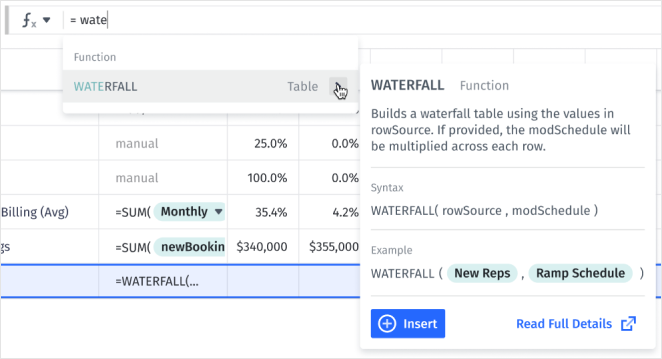 fx = wate
Function
WATERFALL Table
manual 25.0% 0.0%
manual 100.0% 0.0%
Billing (Avg) =SUM( Monthly 35.4% 4.2%
gs =SUM( newBookin $340,000 $355,000
=WATERFALL(...
WATERFALL Function
Builds a waterfall table using the values in
rowSource. If provided, the modSchedule will
be multiplied across each row.
Syntax
WATERFALL( rowSource , modSchedule )
Example
WATERFALL ( New Reps , Ramp Schedule )
Insert Read Full Details